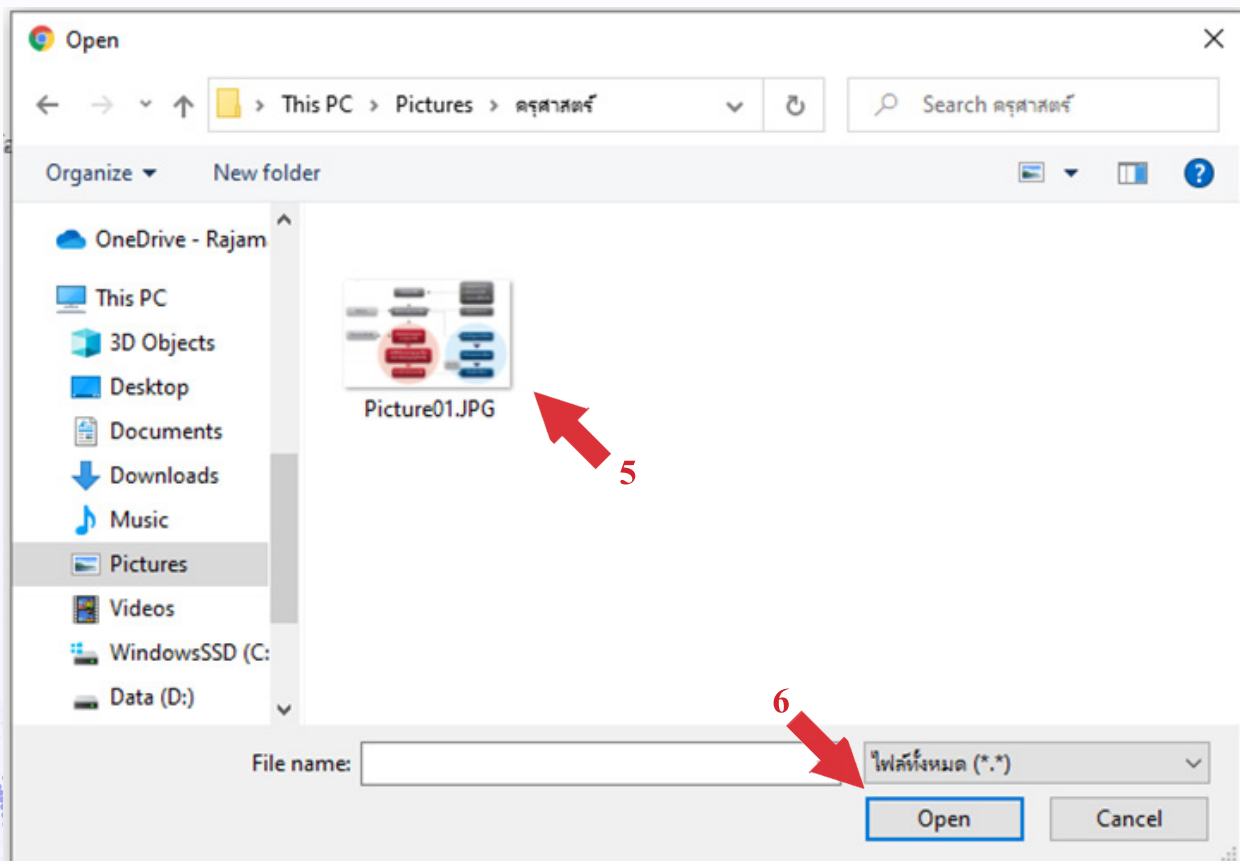 Open
This PC > Pictures > ครุศาสตร์
Search ครุศาสตร์
Organize
New folder
OneDrive - Rajam
This PC
3D Objects
Desktop
Documents
Downloads
Music
Pictures
Videos
WindowsSSD (C:
Data (D:)
Picture01.JPG
5
6
File name:
ไฟล์ทั้งหมด (*.*)
Open
Cancel